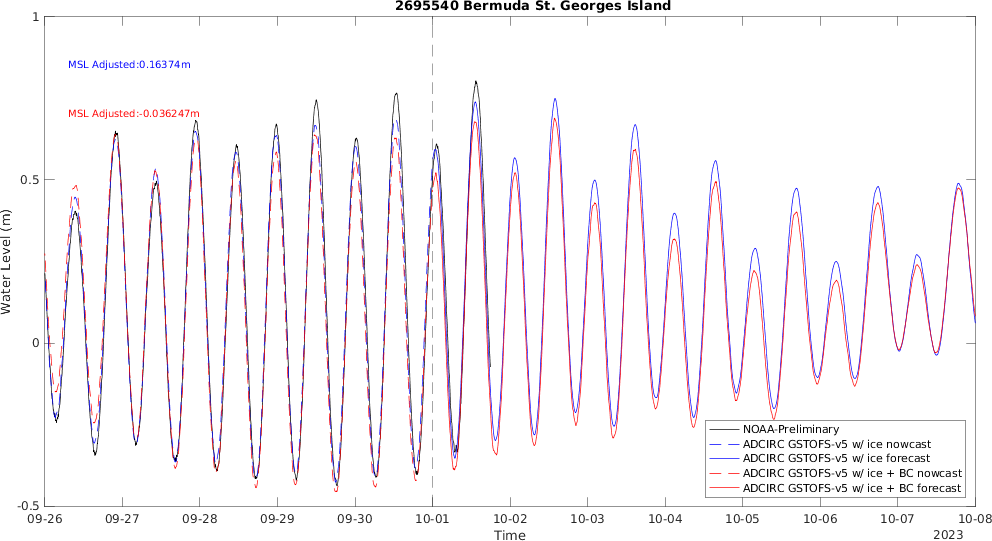 2695540 Bermuda St. Georges Island
1
MSL Adjusted:0.16374m
MSL Adjusted:-0.036247m
0.5
Water Level (m)
0
NOAA-Preliminary
ADCIRC GSTOFS-v5 w/ ice nowcast
ADCIRC GSTOFS-v5 w/ ice forecast
ADCIRC GSTOFS-v5 w/ ice + BC nowcast
ADCIRC GSTOFS-v5 w/ ice + BC forecast
-0.5
09-26 09-27 09-28 09-29 09-30 10-01 10-02 10-03 10-04 10-05 10-06 10-07 10-08
Time
2023